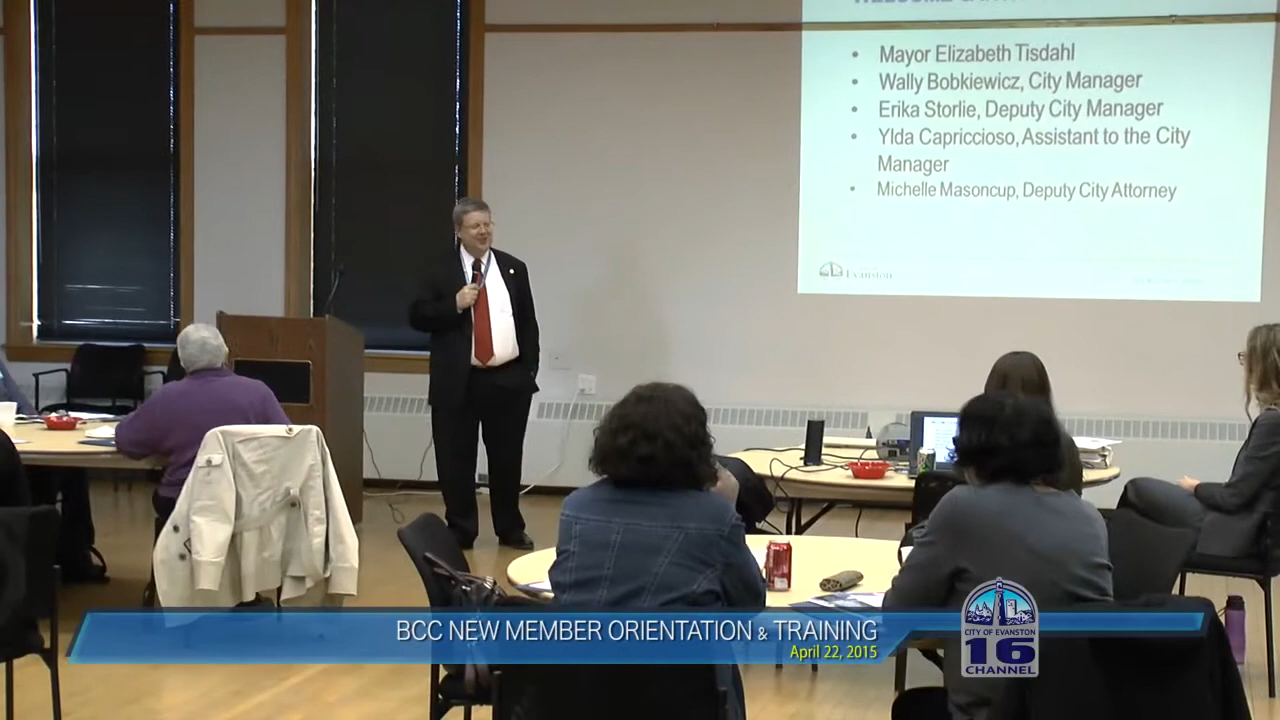 • Mayor Elizabeth Tisdahl
• Wally Bobkiewicz, City Manager
• Erika Storlie, Deputy City Manager
• Ylda Capriccioso, Assistant to the City
Manager
• Michelle Masoncup, Deputy City Attorney
Evanston
BCC NEW MEMBER ORIENTATION & TRAINING
April 22, 2015
CITY OF EVANSTON
16
CHANNEL